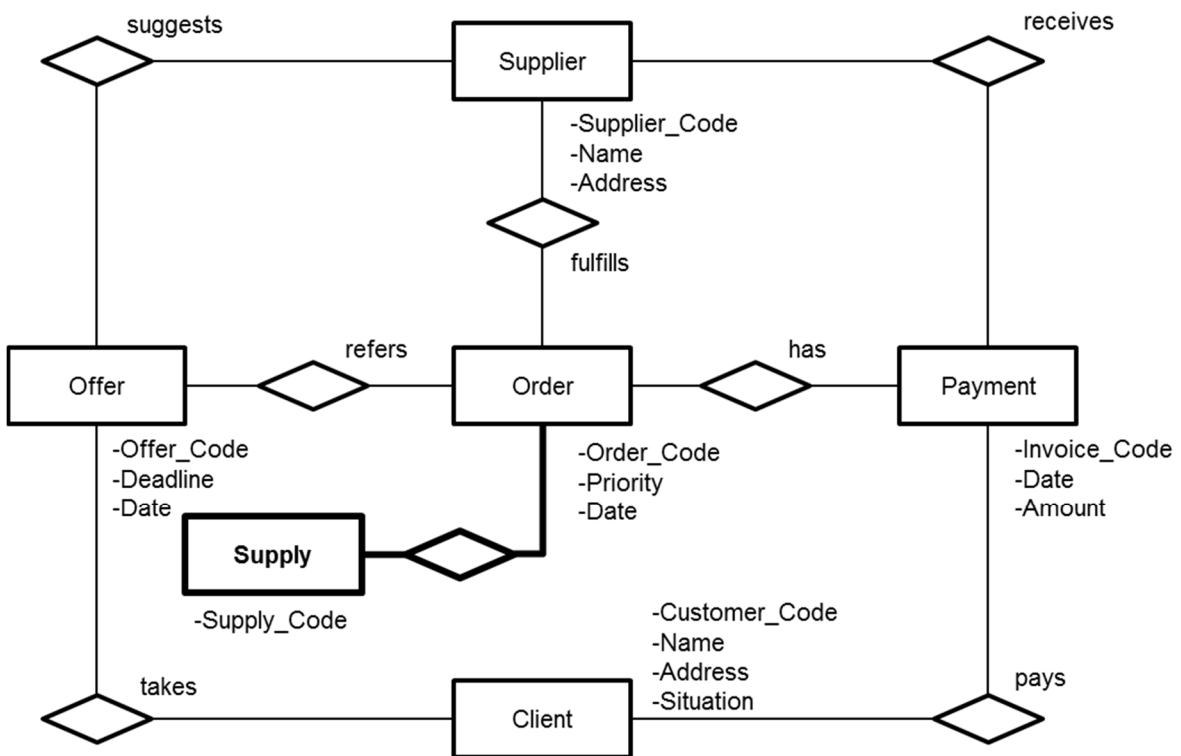 suggests
receives
Supplier
-Supplier_Code
-Name
-Address
fulfills
refers
has
Offer
Order
Payment
-Offer_Code
-Deadline
-Date
-Order_Code
-Priority
-Date
-Invoice_Code
-Date
-Amount
Supply
-Supply_Code
-Customer_Code
-Name
-Address
-Situation
takes
pays
Client